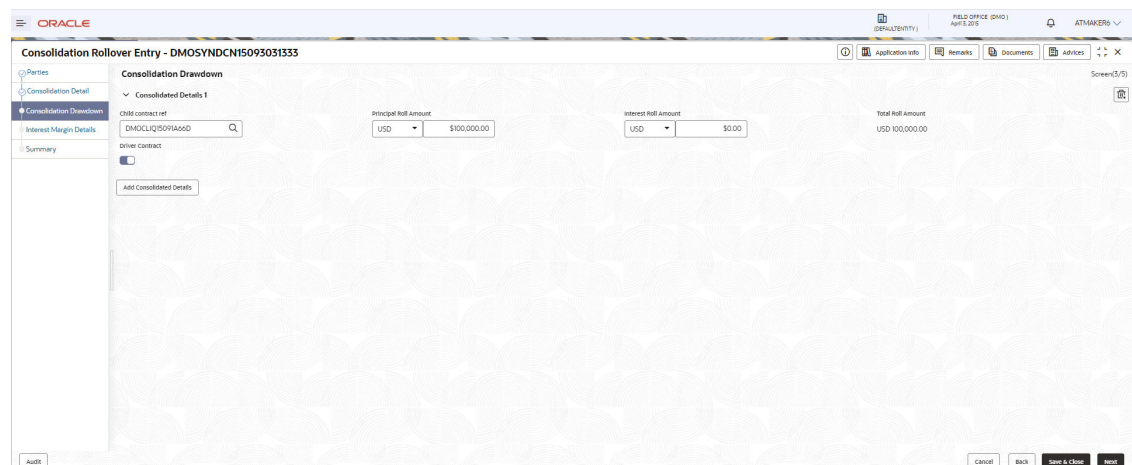 ORACLE
(DEFAULTENTITY)
FIELD OFFICE (DMO)
April 3, 2015
ATMAKER6
Consolidation Rollover Entry - DMOSYNDCN15093031333
Application Info
Remarks
Documents
Advices
Parties
Consolidation Detail
Consolidation Drawdown
Interest Margin Details
Summary
Consolidation Drawdown
Screen(3/5)
Consolidated Details 1
Child contract ref
Principal Roll Amount
Interest Roll Amount
Total Roll Amount
DMOCLIQ15091A66D
USD
$100,000.00
USD
$0.00
USD 100,000.00
Driver Contract
Add Consolidated Details
Audit
Cancel
Back
Save & Close
Next